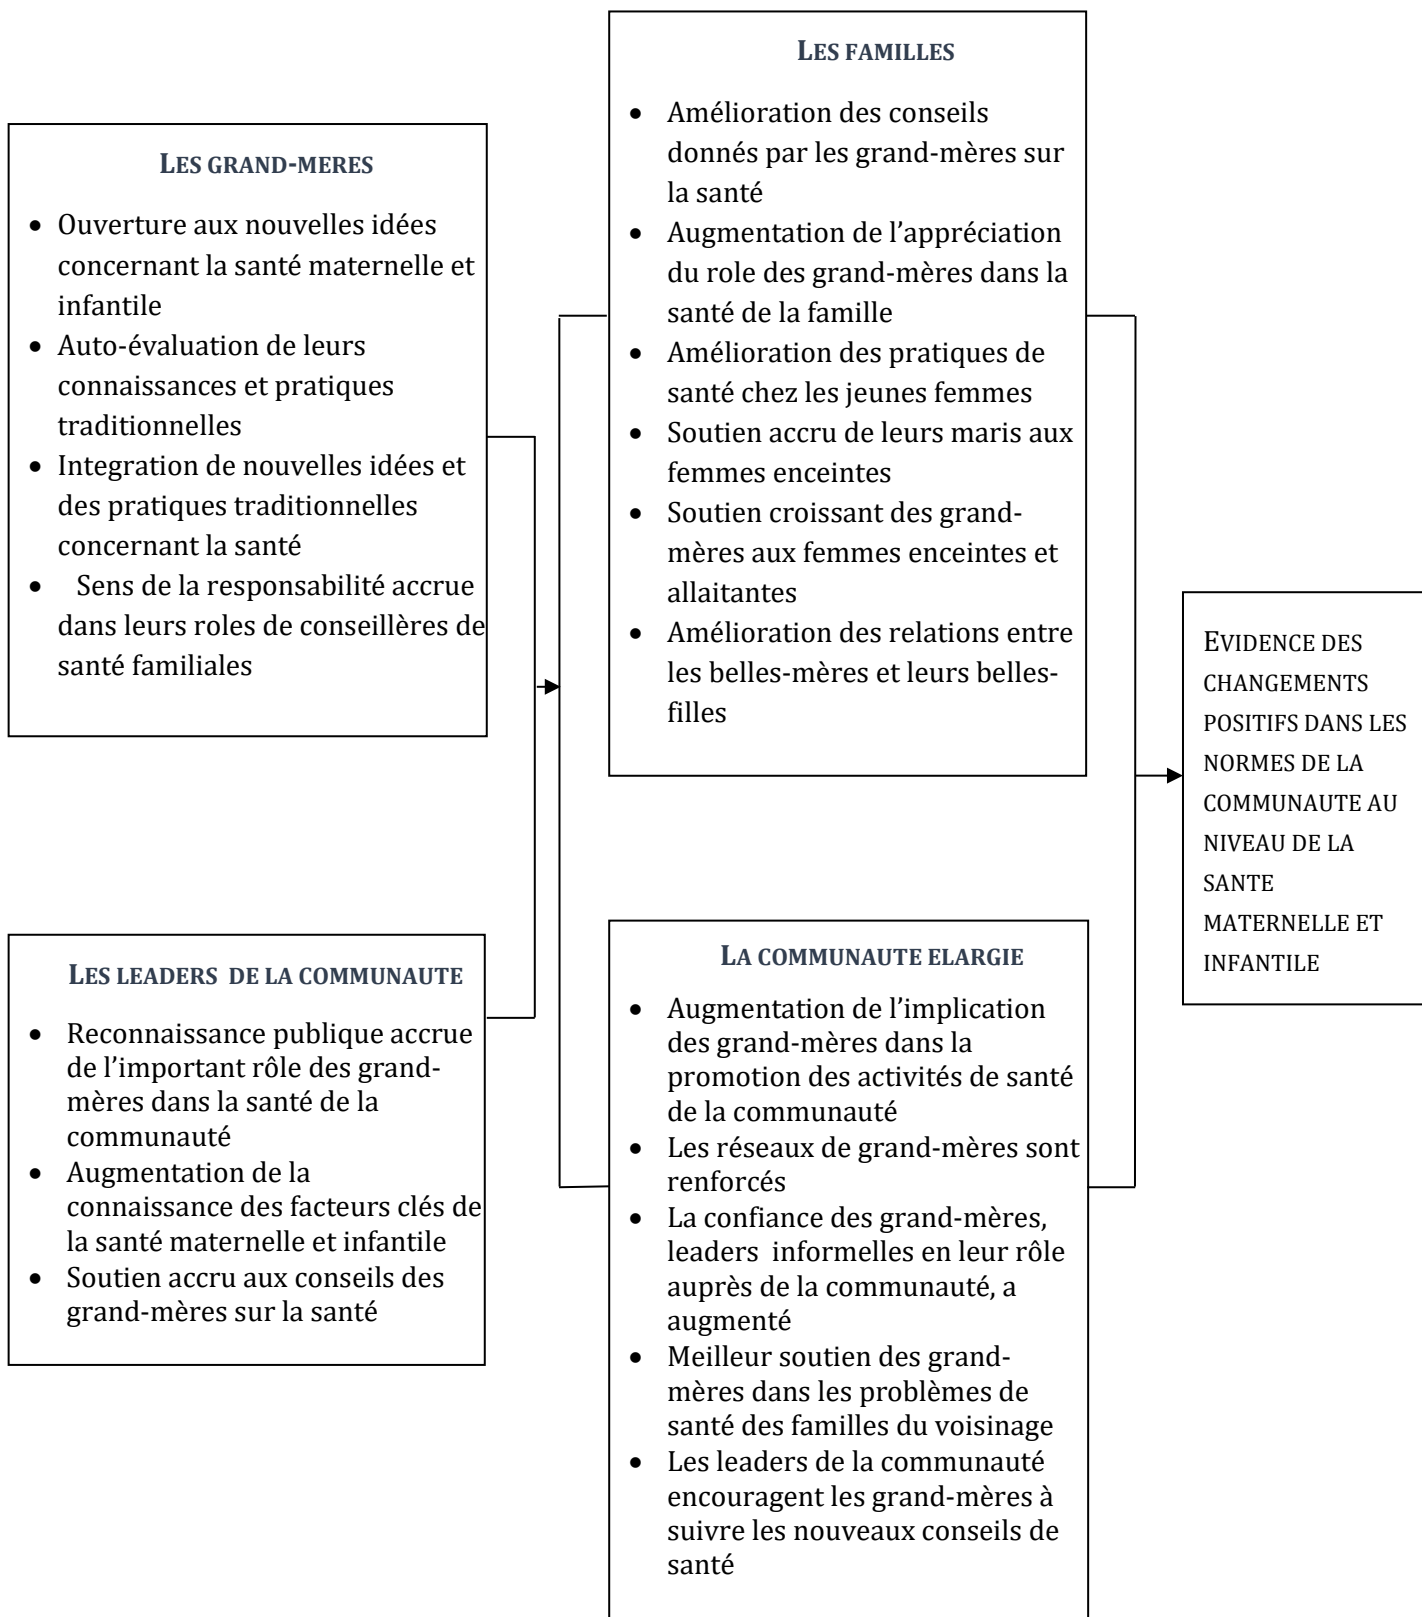 LES GRAND-MERES
• Ouverture aux nouvelles idées
concernant la santé maternelle et
infantile
• Auto-évaluation de leurs
connaissances et pratiques
traditionnelles
• Integration de nouvelles idées et
des pratiques traditionnelles
concernant la santé
• Sens de la responsabilité accrue
dans leurs roles de conseillères de
santé familiales
LES LEADERS DE LA COMMUNAUTE
• Reconnaissance publique accrue
de l’important rôle des grand-
mères dans la santé de la
communauté
• Augmentation de la
connaissance des facteurs clés de
la santé maternelle et infantile
• Soutien accru aux conseils des
grand-mères sur la santé
LES FAMILLES
• Amélioration des conseils
donnés par les grand-mères sur
la santé
• Augmentation de l’appréciation
du role des grand-mères dans la
santé de la famille
• Amélioration des pratiques de
santé chez les jeunes femmes
• Soutien accru de leurs maris aux
femmes enceintes
• Soutien croissant des grand-
mères aux femmes enceintes et
allaitantes
• Amélioration des relations entre
les belles-mères et leurs belles-
filles
LA COMMUNAUTE ELARGIE
• Augmentation de l’implication
des grand-mères dans la
promotion des activités de santé
de la communauté
• Les réseaux de grand-mères sont
renforcés
• La confiance des grand-mères,
leaders informelles en leur rôle
auprès de la communauté, a
augmenté
• Meilleur soutien des grand-
mères dans les problèmes de
santé des familles du voisinage
• Les leaders de la communauté
encouragent les grand-mères à
suivre les nouveaux conseils de
santé
EVIDENCE DES
CHANGEMENTS
POSITIFS DANS LES
NORMES DE LA
COMMUNAUTE AU
NIVEAU DE LA
SANTE
MATERNELLE ET
INFANTILE